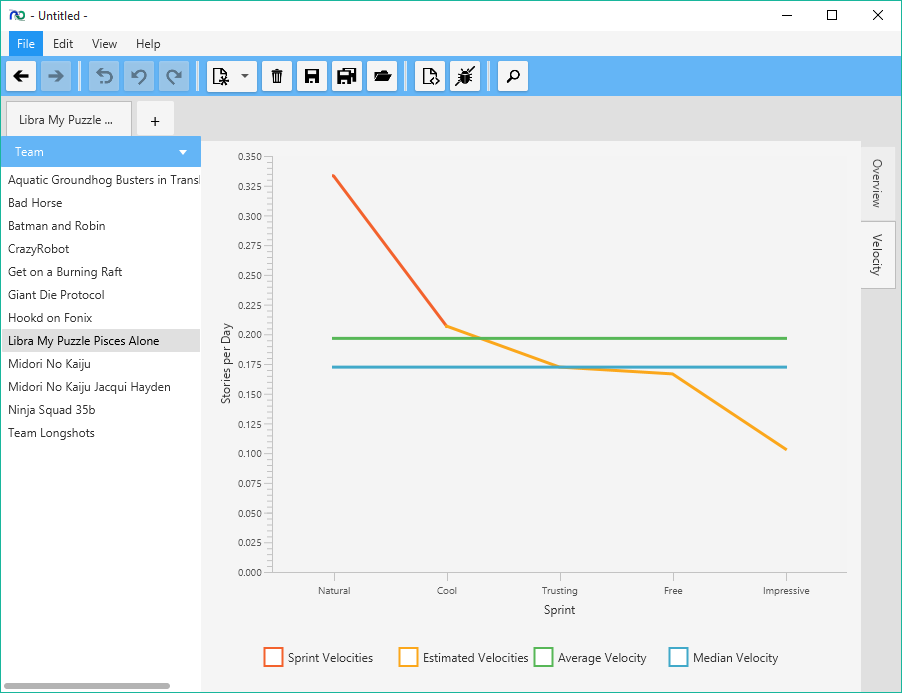 - Untitled -
File Edit View Help
Libra My Puzzle ... +
Team
Aquatic Groundhog Busters in Transl
Bad Horse
Batman and Robin
CrazyRobot
Get on a Burning Raft
Giant Die Protocol
Hookd on Fonix
Libra My Puzzle Pisces Alone
Midori No Kaiju
Midori No Kaiju Jacqui Hayden
Ninja Squad 35b
Team Longshots
Stories per Day
0.350
0.325
0.300
0.275
0.250
0.225
0.200
0.175
0.150
0.125
0.100
0.075
0.050
0.025
0.000
Natural Cool Trusting Free Impressive
Sprint
Sprint Velocities Estimated Velocities Average Velocity Median Velocity
Overview
Velocity